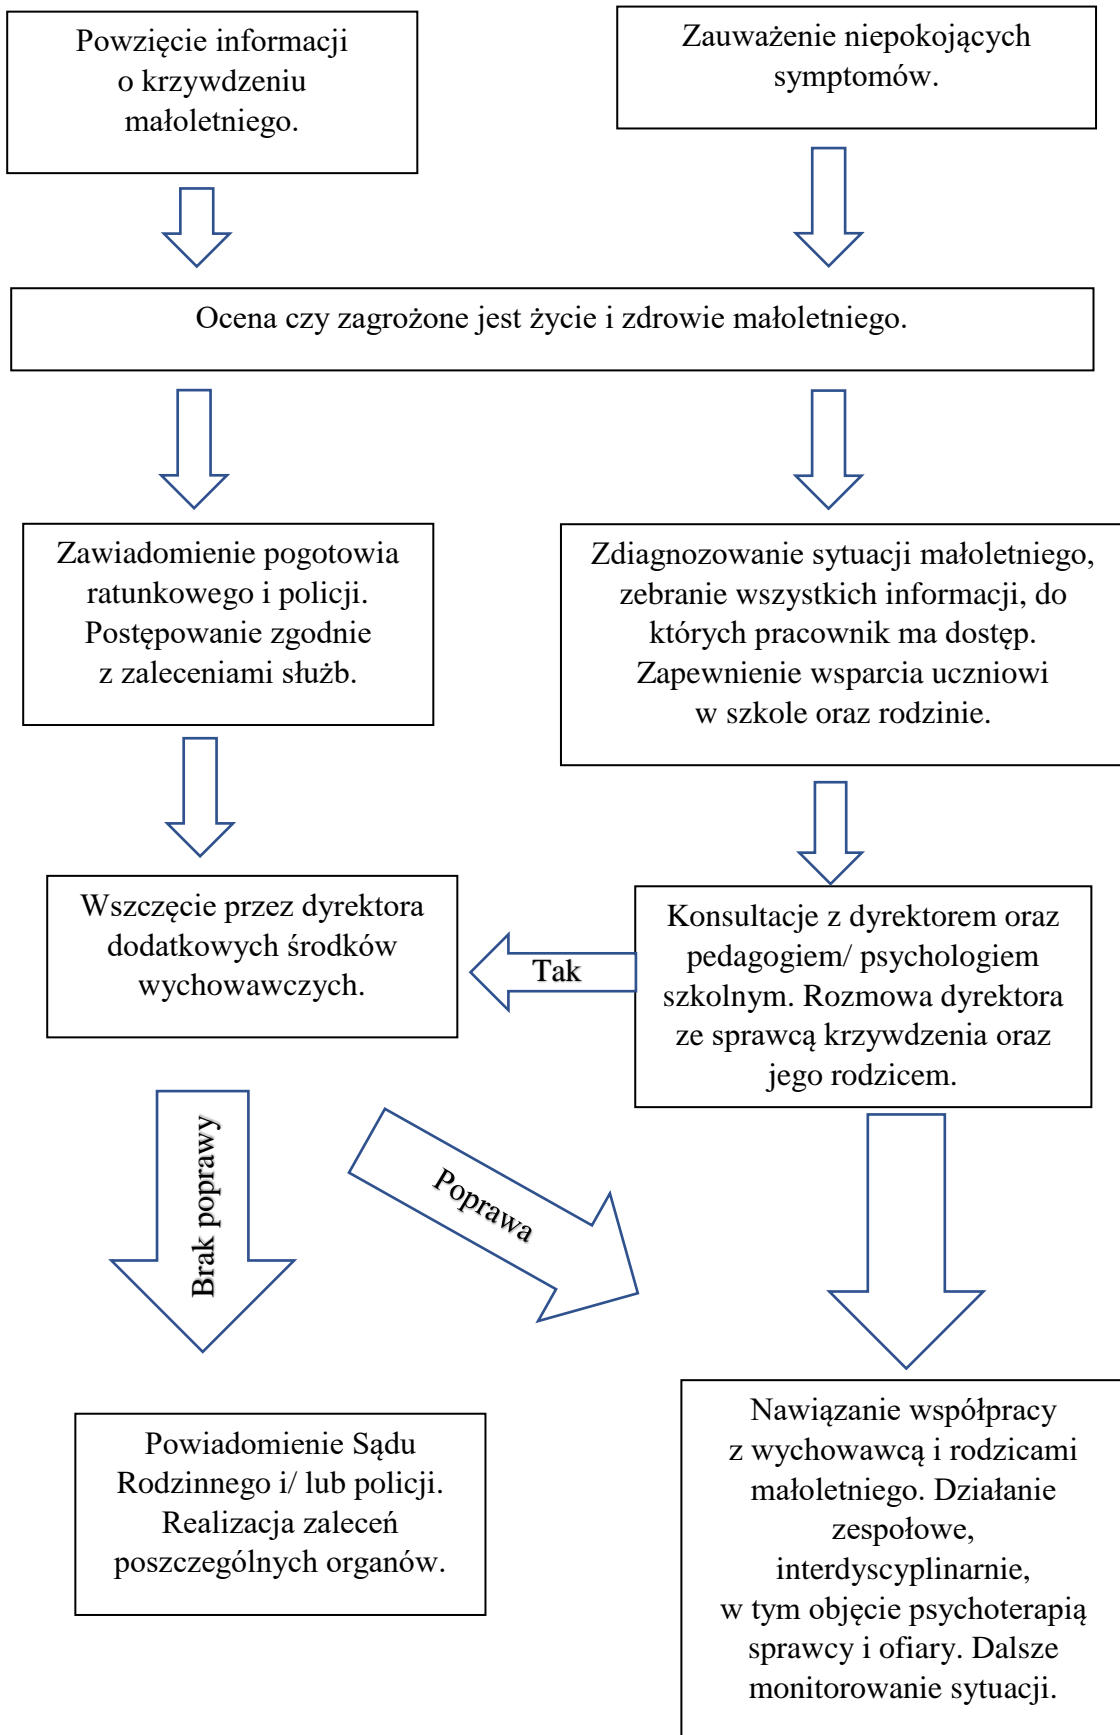 Powzięcie informacji
o krzywdzeniu
małoletniego.
Zauważenie niepokojących
symptomów.
Ocena czy zagrożone jest życie i zdrowie małoletniego.
Zawiadomienie pogotowia
ratunkowego i policji.
Postępowanie zgodnie
z zaleceniami służb.
Zdiagnozowanie sytuacji małoletniego,
zebranie wszystkich informacji, do
których pracownik ma dostęp.
Zapewnienie wsparcia uczniowi
w szkole oraz rodzinie.
Wszczęcie przez dyrektora
dodatkowych środków
wychowawczych.
Tak
Konsultacje z dyrektorem oraz
pedagogiem/ psychologiem
szkolnym. Rozmowa dyrektora
ze sprawcą krzywdzenia oraz
jego rodzicem.
Brak poprawy
Poprawa
Powiadomienie Sądu
Rodzinnego i/ lub policji.
Realizacja zaleceń
poszczególnych organów.
Nawiązanie współpracy
z wychowawcą i rodzicami
małoletniego. Działanie
zespołowe,
interdyscyplinarnie,
w tym objęcie psychoterapią
sprawcy i ofiary. Dalsze
monitorowanie sytuacji.